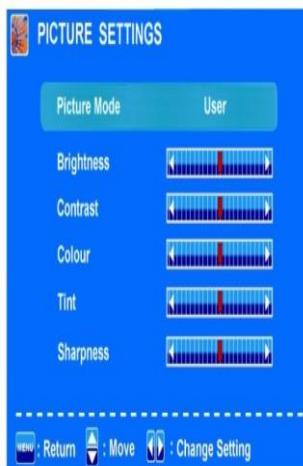 PICTURE SETTINGS
Picture Mode User
Brightness
Contrast
Colour
Tint
Sharpness
MENU : Return : Move : Change Setting